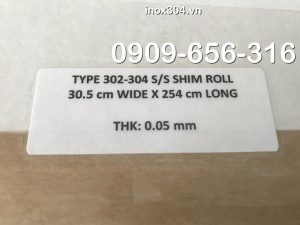 inox304.vn
0909-656-316
TYPE 302-304 S/S SHIM ROLL
30.5 cm WIDE X 254 cm LONG
THK: 0.05 mm